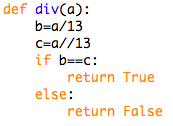 def div(a):
    b=a/13
    c=a//13
    if b==c:
        return True
    else:
        return False